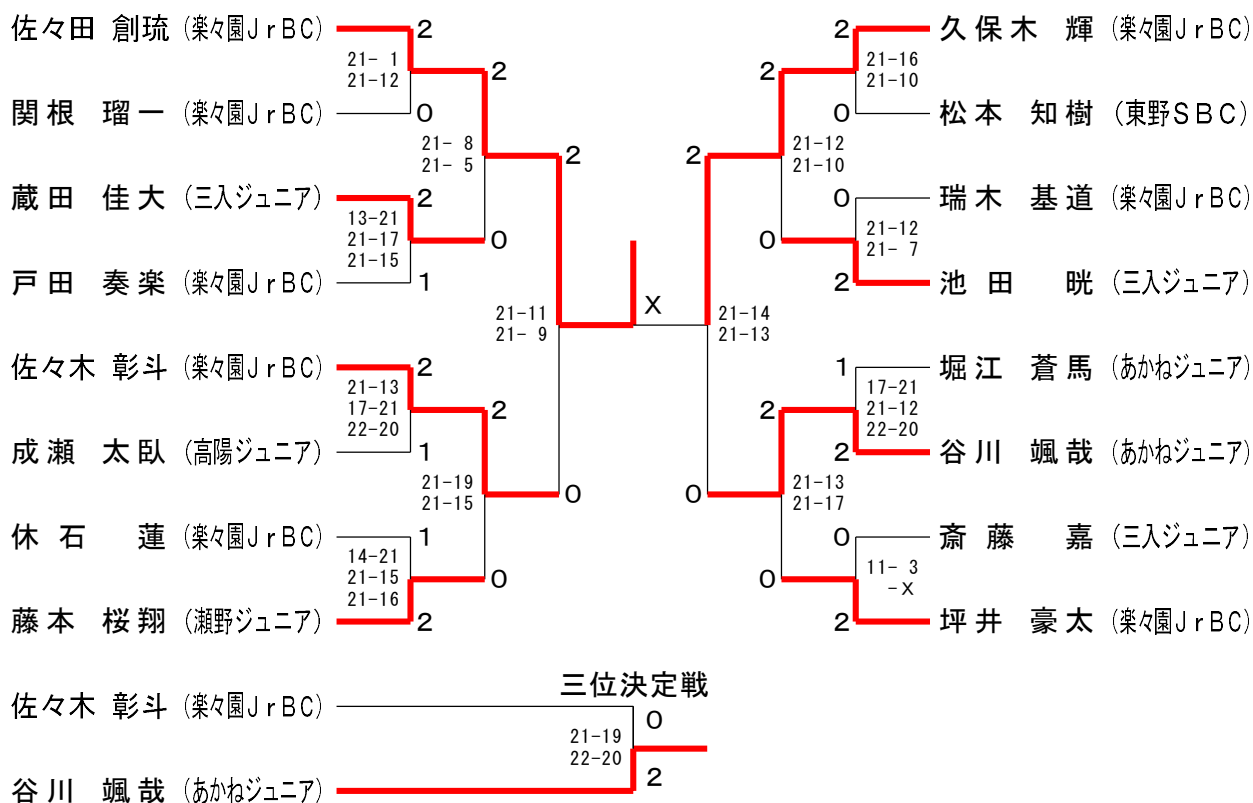 佐々田 創琉 (楽々園JrBC) 2 2 久保木 輝 (楽々園JrBC)
21- 1 2 2 21-16
21-12 21-10
関根 瑠一 (楽々園JrBC) 0 0 松本 知樹 (東野SBC)
21- 8 2 2 21-12
21- 5 21-10
蔵田 佳大 (三入ジュニア) 2 0 瑞木 基道 (楽々園JrBC)
13-21 21-12
21-17 0 0 21- 7
21-15
戸田 奏楽 (楽々園JrBC) 1 2 池田 晄 (三入ジュニア)
21-11 X 21-14
21- 9 21-13
佐々木 彰斗 (楽々園JrBC) 2 1 堀江 蒼馬 (あかねジュニア)
21-13 17-21
17-21 2 2 21-12
22-20 22-20
成瀬 太臥 (高陽ジュニア) 1 2 谷川 颯哉 (あかねジュニア)
21-19 0 0 21-13
21-15 21-17
休石 蓮 (楽々園JrBC) 1 0 斎藤 嘉 (三入ジュニア)
14-21 11- 3
21-15 0 0 -X
21-16
藤本 桜翔 (瀬野ジュニア) 2 2 坪井 豪太 (楽々園JrBC)
三位決定戦
佐々木 彰斗 (楽々園JrBC) 0
21-19
22-20
谷川 颯哉 (あかねジュニア) 2